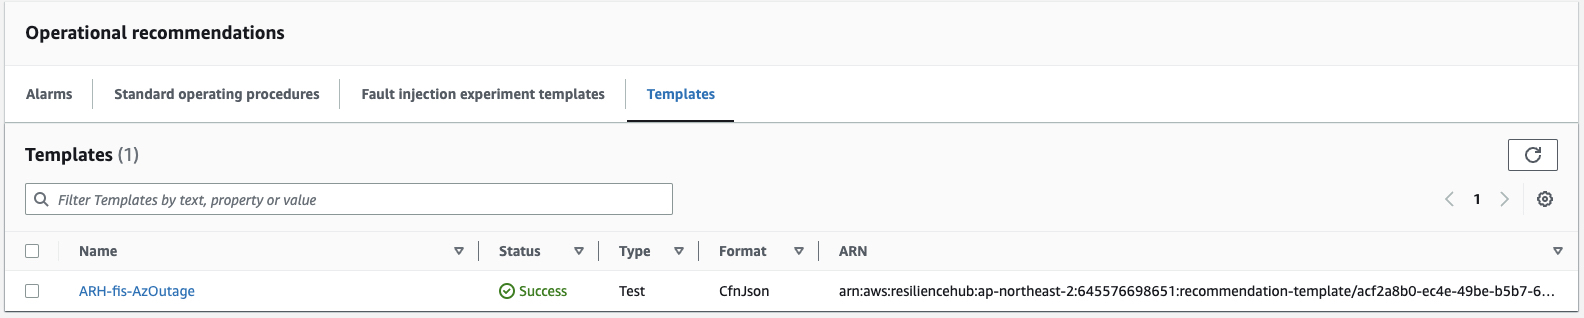 Operational recommendations
Alarms Standard operating procedures Fault injection experiment templates Templates
Templates (1)
Filter Templates by text, property or value
1
Name Status Type Format ARN
ARH-fis-AzOutage Success Test CfnJson arn:aws:resiliencehub:ap-northeast-2:645576698651:recommendation-template/acf2a8b0-ec4e-49be-b5b7-6...